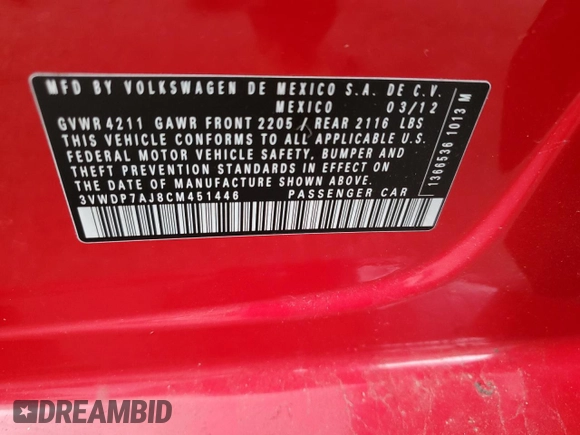 MFD BY VOLKSWAGEN DE MEXICO S.A. DE C.V.
MEXICO 03/12
GVWR 4211 GAWR FRONT 2205 / REAR 2116 LBS
THIS VEHICLE CONFORMS TO ALL APPLICABLE U.S.
FEDERAL MOTOR VEHICLE SAFETY, BUMPER AND
THEFT PREVENTION STANDARDS IN EFFECT ON
THE DATE OF MANUFACTURE SHOWN ABOVE.
3VWDP7AJ8CM451446 PASSENGER CAR
1366536 1013 M
DREAMBID